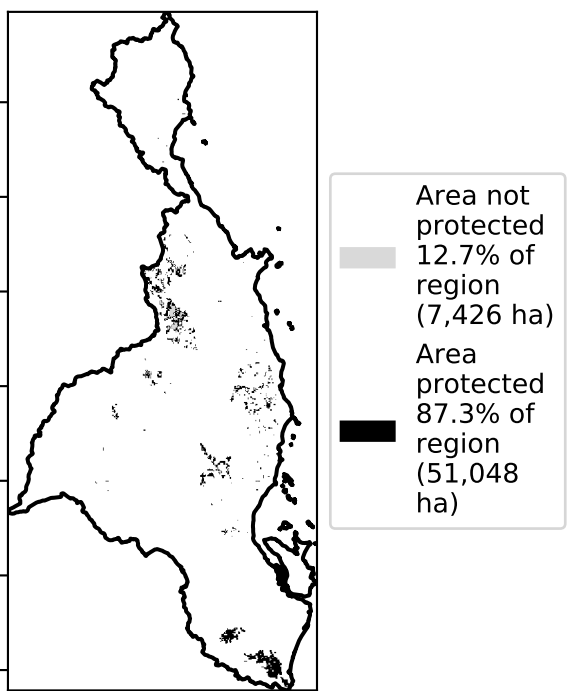 Area not
protected
12.7% of
region
(7,426 ha)
Area
protected
87.3% of
region
(51,048
ha)